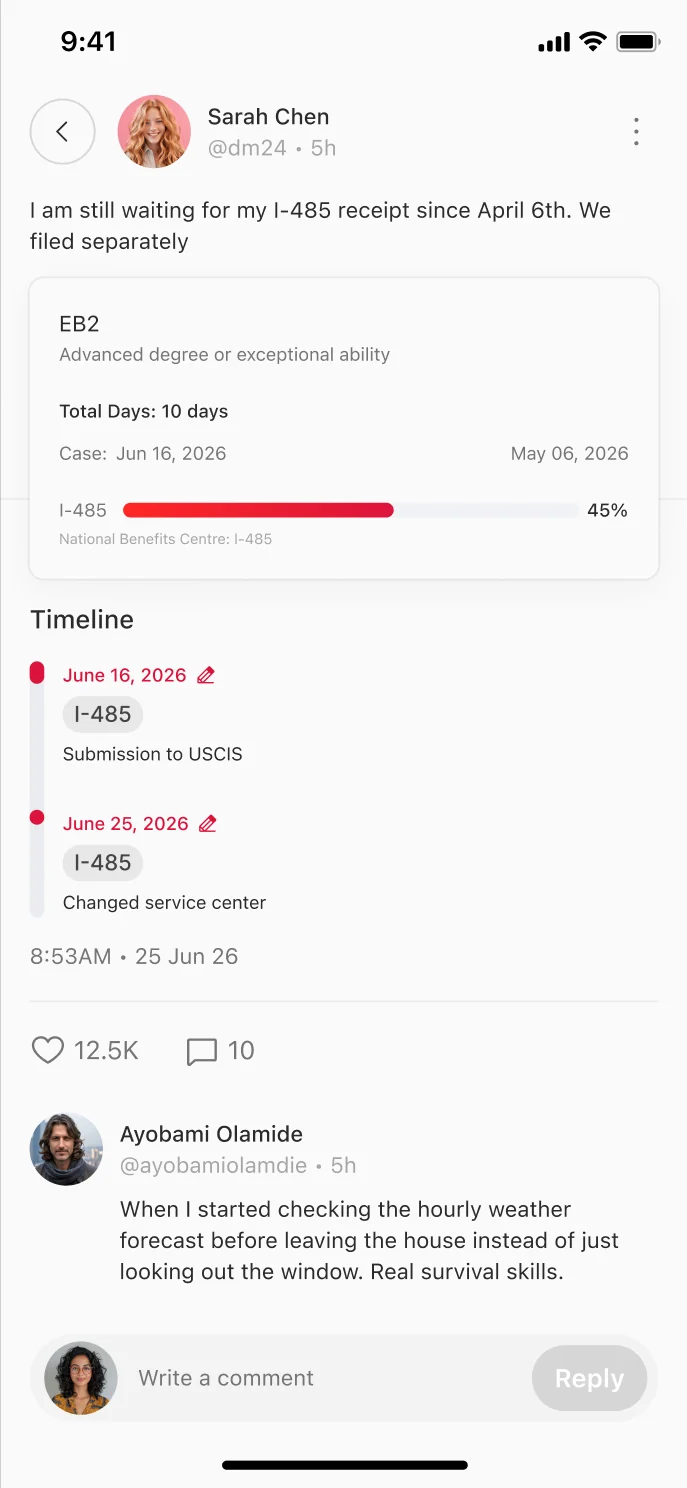 9:41
Sarah Chen
@dm24 • 5h
I am still waiting for my I-485 receipt since April 6th. We
filed separately
EB2
Advanced degree or exceptional ability
Total Days: 10 days
Case: Jun 16, 2026 May 06, 2026
I-485 45%
National Benefits Centre: I-485
Timeline
June 16, 2026
I-485
Submission to USCIS
June 25, 2026
I-485
Changed service center
8:53AM • 25 Jun 26
12.5K 10
Ayobami Olamide
@ayobamiolamdie • 5h
When I started checking the hourly weather
forecast before leaving the house instead of just
looking out the window. Real survival skills.
Write a comment Reply